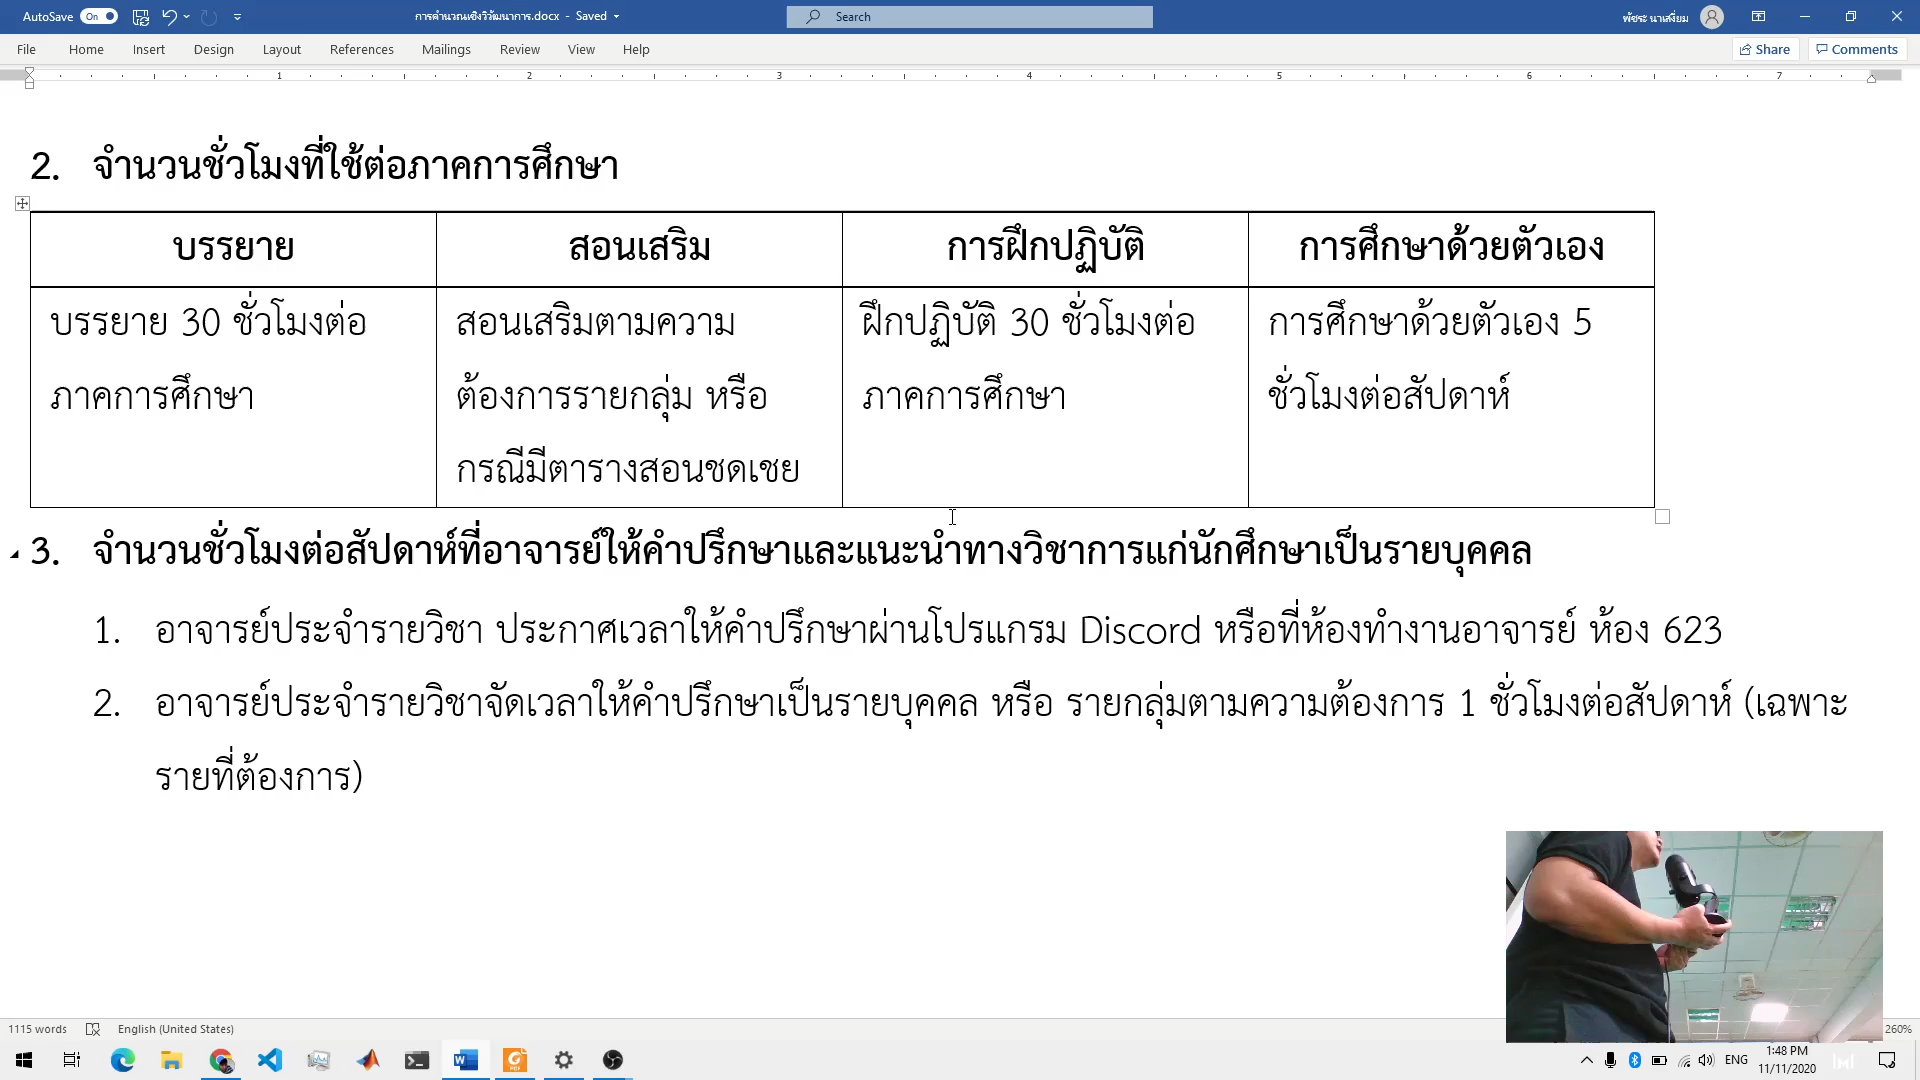 AutoSave On การคำนวณเชิงวิวัฒนาการ.docx - Saved Search พัชระ นาเสงี่ยม
File Home Insert Design Layout References Mailings Review View Help Share Comments
1 2 3 4 5 6 7
2. จำนวนชั่วโมงที่ใช้ต่อภาคการศึกษา
บรรยาย สอนเสริม การฝึกปฏิบัติ การศึกษาด้วยตัวเอง
บรรยาย 30 ชั่วโมงต่อ สอนเสริมตามความ ฝึกปฏิบัติ 30 ชั่วโมงต่อ การศึกษาด้วยตัวเอง 5
ภาคการศึกษา ต้องการรายกลุ่ม หรือ ภาคการศึกษา ชั่วโมงต่อสัปดาห์
กรณีมีตารางสอนชดเชย
3. จำนวนชั่วโมงต่อสัปดาห์ที่อาจารย์ให้คำปรึกษาและแนะนำทางวิชาการแก่นักศึกษาเป็นรายบุคคล
1. อาจารย์ประจำรายวิชา ประกาศเวลาให้คำปรึกษาผ่านโปรแกรม Discord หรือที่ห้องทำงานอาจารย์ ห้อง 623
2. อาจารย์ประจำรายวิชาจัดเวลาให้คำปรึกษาเป็นรายบุคคล หรือ รายกลุ่มตามความต้องการ 1 ชั่วโมงต่อสัปดาห์ (เฉพาะ
รายที่ต้องการ)
1115 words English (United States) 260%
ENG 1:48 PM
11/11/2020